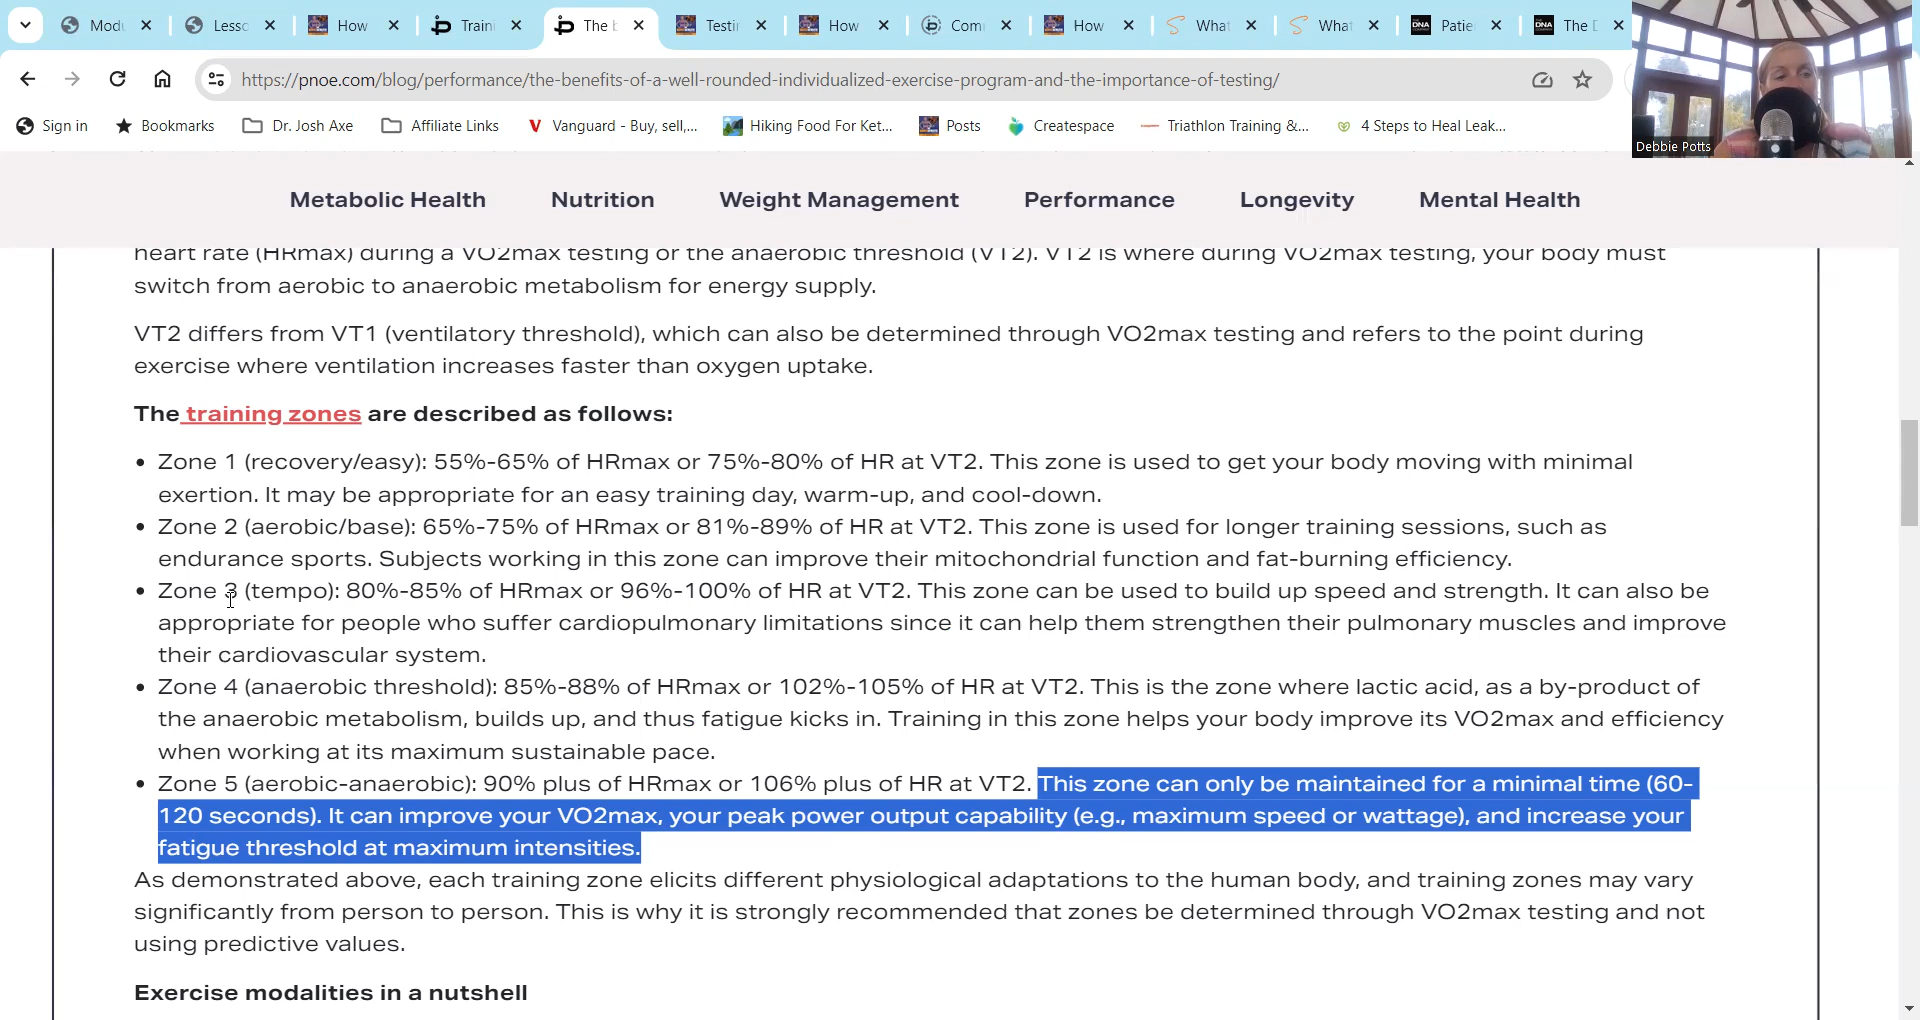 Modu
Lesso
How
Traini
The b
Testin
How
Com
How
What
What
THE DNA COMPANY
Patie
THE DNA COMPANY
The D
https://pnoe.com/blog/performance/the-benefits-of-a-well-rounded-individualized-exercise-program-and-the-importance-of-testing/
Sign in
Bookmarks
Dr. Josh Axe
Affiliate Links
Vanguard - Buy, sell,...
Hiking Food For Ket...
Posts
Createspace
Triathlon Training &...
4 Steps to Heal Leak...
Debbie Potts
Metabolic Health
Nutrition
Weight Management
Performance
Longevity
Mental Health
heart rate (HRmax) during a VO2max testing or the anaerobic threshold (VT2). VT2 is where during VO2max testing, your body must
switch from aerobic to anaerobic metabolism for energy supply.
VT2 differs from VT1 (ventilatory threshold), which can also be determined through VO2max testing and refers to the point during
exercise where ventilation increases faster than oxygen uptake.
The training zones are described as follows:
• Zone 1 (recovery/easy): 55%-65% of HRmax or 75%-80% of HR at VT2. This zone is used to get your body moving with minimal
exertion. It may be appropriate for an easy training day, warm-up, and cool-down.
• Zone 2 (aerobic/base): 65%-75% of HRmax or 81%-89% of HR at VT2. This zone is used for longer training sessions, such as
endurance sports. Subjects working in this zone can improve their mitochondrial function and fat-burning efficiency.
• Zone 3 (tempo): 80%-85% of HRmax or 96%-100% of HR at VT2. This zone can be used to build up speed and strength. It can also be
appropriate for people who suffer cardiopulmonary limitations since it can help them strengthen their pulmonary muscles and improve
their cardiovascular system.
• Zone 4 (anaerobic threshold): 85%-88% of HRmax or 102%-105% of HR at VT2. This is the zone where lactic acid, as a by-product of
the anaerobic metabolism, builds up, and thus fatigue kicks in. Training in this zone helps your body improve its VO2max and efficiency
when working at its maximum sustainable pace.
• Zone 5 (aerobic-anaerobic): 90% plus of HRmax or 106% plus of HR at VT2. This zone can only be maintained for a minimal time (60-
120 seconds). It can improve your VO2max, your peak power output capability (e.g., maximum speed or wattage), and increase your
fatigue threshold at maximum intensities.
As demonstrated above, each training zone elicits different physiological adaptations to the human body, and training zones may vary
significantly from person to person. This is why it is strongly recommended that zones be determined through VO2max testing and not
using predictive values.
Exercise modalities in a nutshell